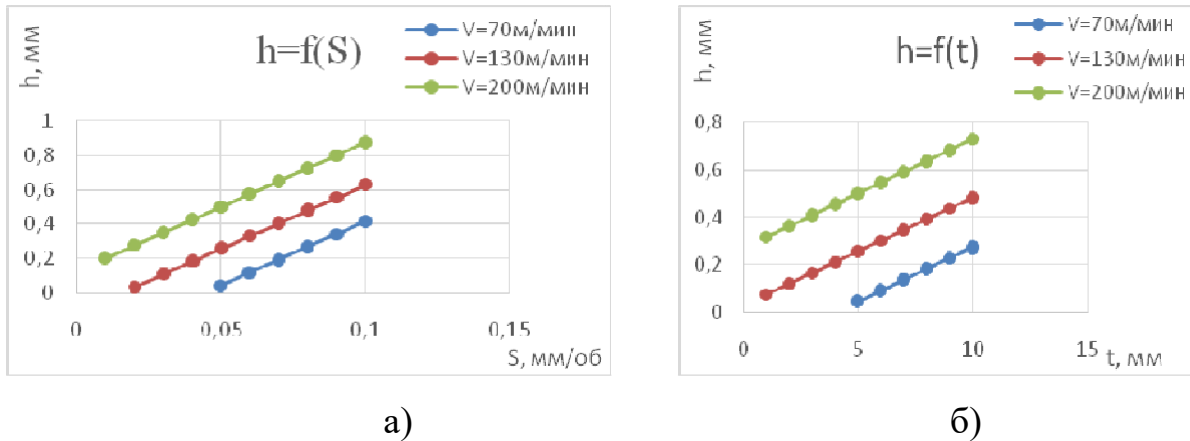 h=f(S)
V=70м/мин
V=130м/мин
V=200м/мин
h, мм
1
0,8
0,6
0,4
0,2
0
0 0,05 0,1 0,15
S, мм/об
а)
h=f(t)
V=70м/мин
V=130м/мин
V=200м/мин
h, мм
0,8
0,6
0,4
0,2
0
0 5 10 15
t, мм
б)